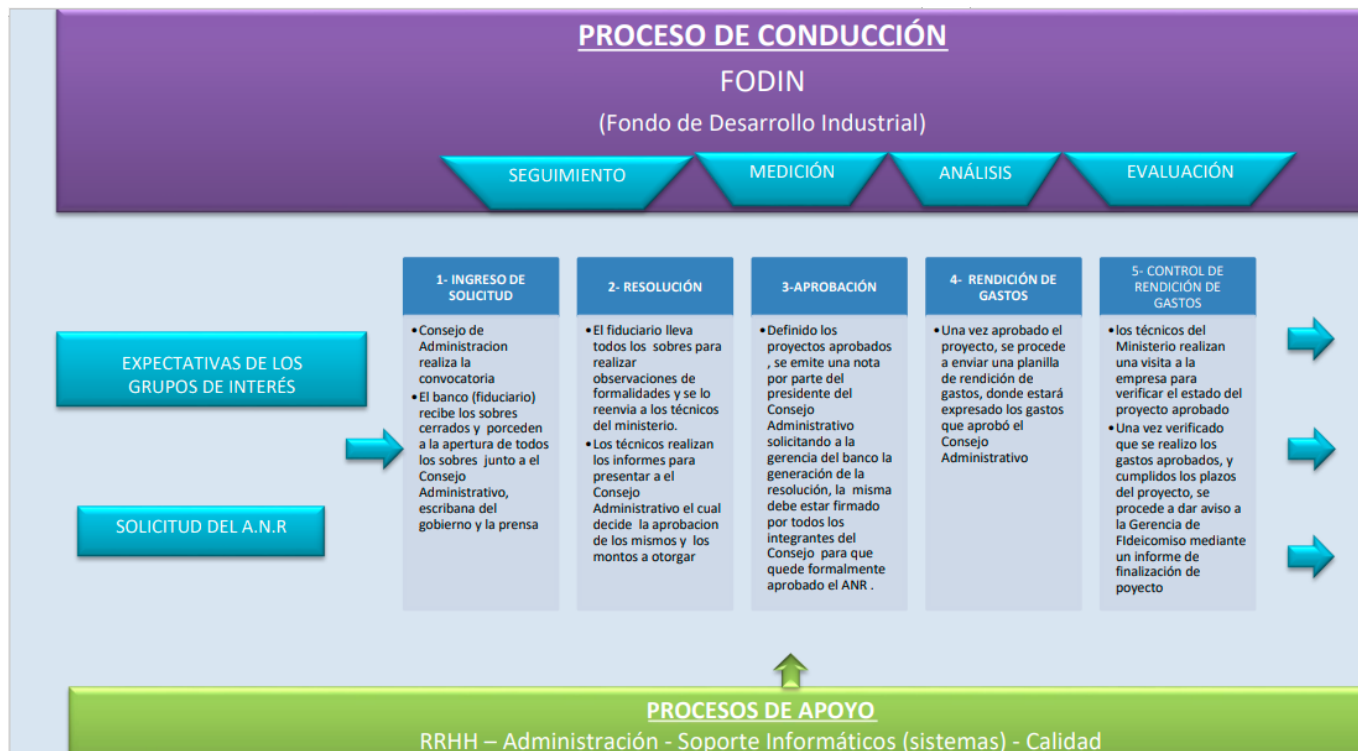 PROCESO DE CONDUCCIÓN
FODIN
(Fondo de Desarrollo Industrial)
SEGUIMIENTO
MEDICIÓN
ANÁLISIS
EVALUACIÓN
EXPECTATIVAS DE LOS
GRUPOS DE INTERÉS
SOLICITUD DEL A.N.R
1- INGRESO DE
SOLICITUD
•Consejo de
Administracion
realiza la
convocatoria
•El banco (fiduciario)
recibe los sobres
cerrados y porceden
a la apertura de todos
los sobres junto a el
Consejo
Administrativo,
escribana del
gobierno y la prensa
2- RESOLUCIÓN
•El fiduciario lleva
todos los sobres para
realizar
observaciones de
formalidades y se lo
reenvia a los técnicos
del ministerio.
•Los técnicos realizan
los informes para
presentar a el
Consejo
Administrativo el cual
decide la aprobacion
de los mismos y los
montos a otorgar
3-APROBACIÓN
•Definido los
proyectos aprobados
, se emite una nota
por parte del
presidente del
Consejo
Administrativo
solicitando a la
gerencia del banco la
generación de la
resolución, la misma
debe estar firmado
por todos los
integrantes del
Consejo para que
quede formalmente
aprobado el ANR .
4- RENDICIÓN DE
GASTOS
•Una vez aprobado el
proyecto, se procede
a enviar una planilla
de rendición de
gastos, donde estará
expresado los gastos
que aprobó el
Consejo
Administrativo
5- CONTROL DE
RENDICIÓN DE
GASTOS
•los técnicos del
Ministerio realizan
una visita a la
empresa para
verificar el estado del
proyecto aprobado
•Una vez verificado
que se realizo los
gastos aprobados, y
cumplidos los plazos
del proyecto, se
procede a dar aviso a
la Gerencia de
FIdeicomiso mediante
un informe de
finalización de
poyecto
PROCESOS DE APOYO
RRHH – Administración - Soporte Informáticos (sistemas) - Calidad